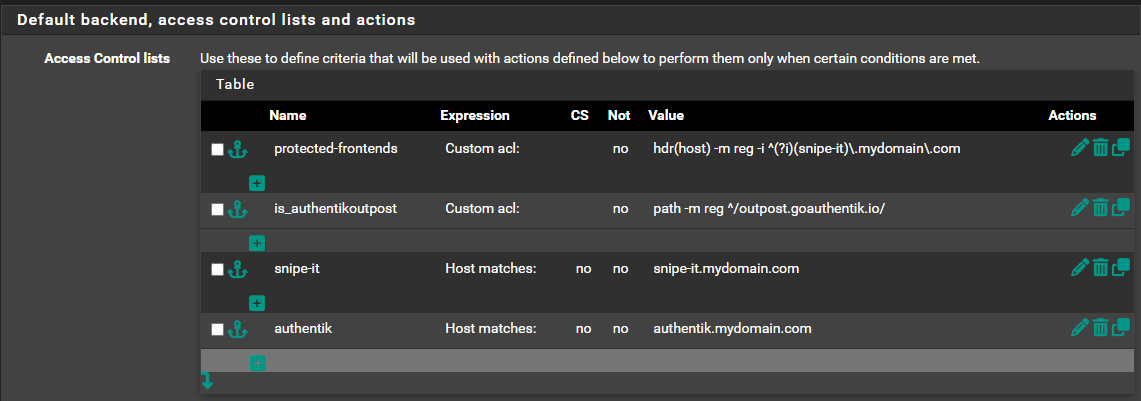 Default backend, access control lists and actions
Access Control lists Use these to define criteria that will be used with actions defined below to perform them only when certain conditions are met.
Table
Name Expression CS Not Value Actions
protected-frontends Custom acl: no hdr(host) -m reg -i ^(?i)(snipe-it)\.mydomain\.com
is_authentikoutpost Custom acl: no path -m reg ^/outpost.goauthentik.io/
snipe-it Host matches: no no snipe-it.mydomain.com
authentik Host matches: no no authentik.mydomain.com